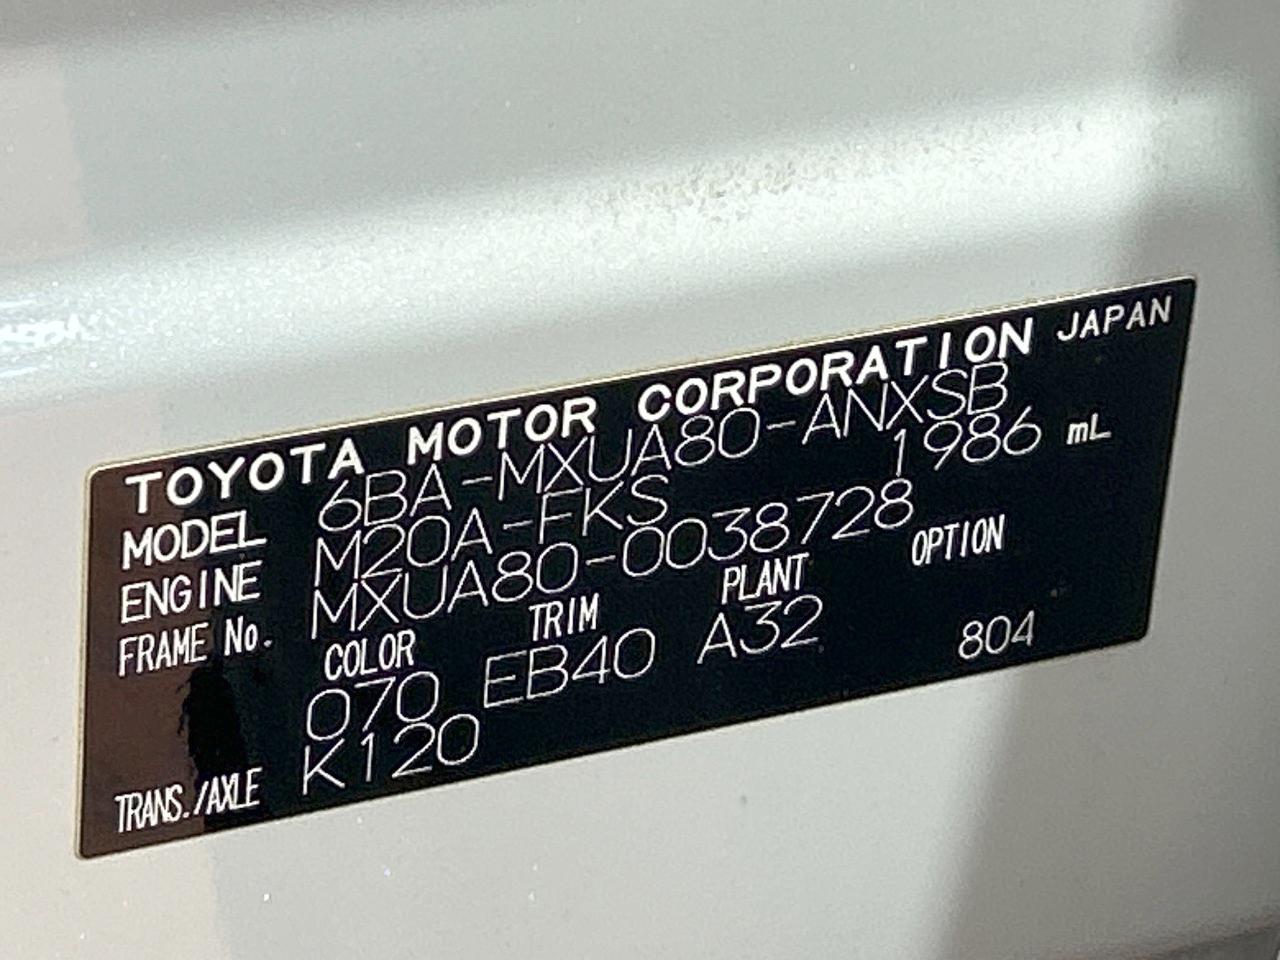 TOYOTA MOTOR CORPORATION JAPAN
MODEL 6BA-MXUA80-ANXSB
ENGINE M20A-FKS 1986 mL
FRAME No. MXUA80-0038728
COLOR TRIM PLANT OPTION
070 EB40 A32 804
TRANS./AXLE K120